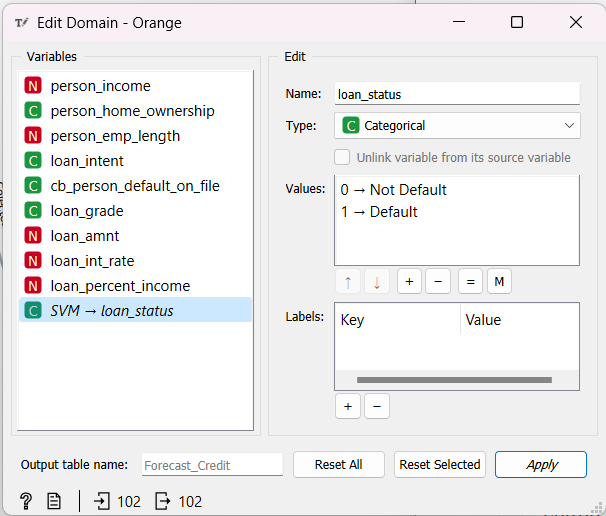 Edit Domain - Orange
Variables
N person_income
C person_home_ownership
N person_emp_length
C loan_intent
C cb_person_default_on_file
C loan_grade
N loan_amnt
N loan_int_rate
N loan_percent_income
C SVM → loan_status
Edit
Name: loan_status
Type: C Categorical
Unlink variable from its source variable
Values: 0 → Not Default
1 → Default
↑ ↓ + − = M
Labels: Key Value
+ −
Output table name: Forecast_Credit Reset All Reset Selected Apply
? 102 102